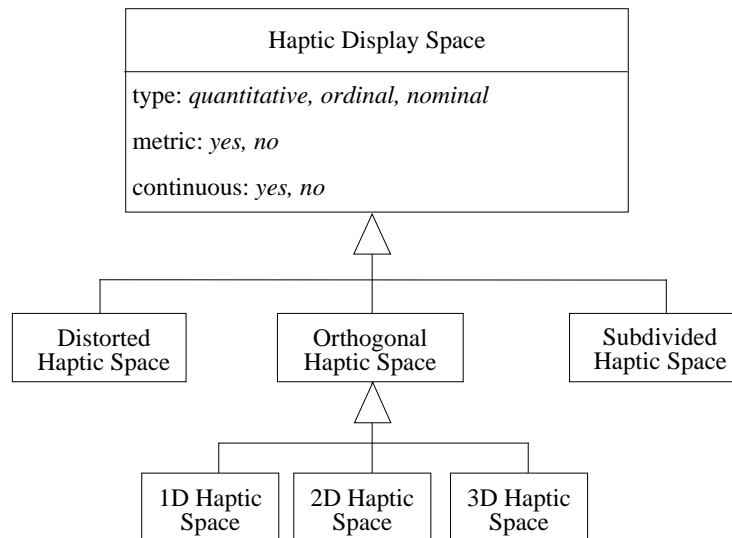 Haptic Display Space
type: quantitative, ordinal, nominal
metric: yes, no
continuous: yes, no
Distorted
Haptic Space
Orthogonal
Haptic Space
Subdivided
Haptic Space
1D Haptic
Space
2D Haptic
Space
3D Haptic
Space